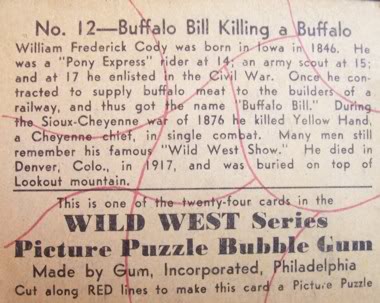 No. 12—Buffalo Bill Killing a Buffalo
William Frederick Cody was born in Iowa in 1846. He
was a "Pony Express" rider at 14; an army scout at 15;
and at 17 he enlisted in the Civil War. Once he con-
tracted to supply buffalo meat to the builders of a
railway, and thus got the name "Buffalo Bill." During
the Sioux-Cheyenne war of 1876 he killed Yellow Hand,
a Cheyenne chief, in single combat. Many men still
remember his famous "Wild West Show." He died in
Denver, Colo., in 1917, and was buried on top of
Lookout mountain.
This is one of the twenty-four cards in the
WILD WEST Series
Picture Puzzle Bubble Gum
Made by Gum, Incorporated, Philadelphia
Cut along RED lines to make this card a Picture Puzzle